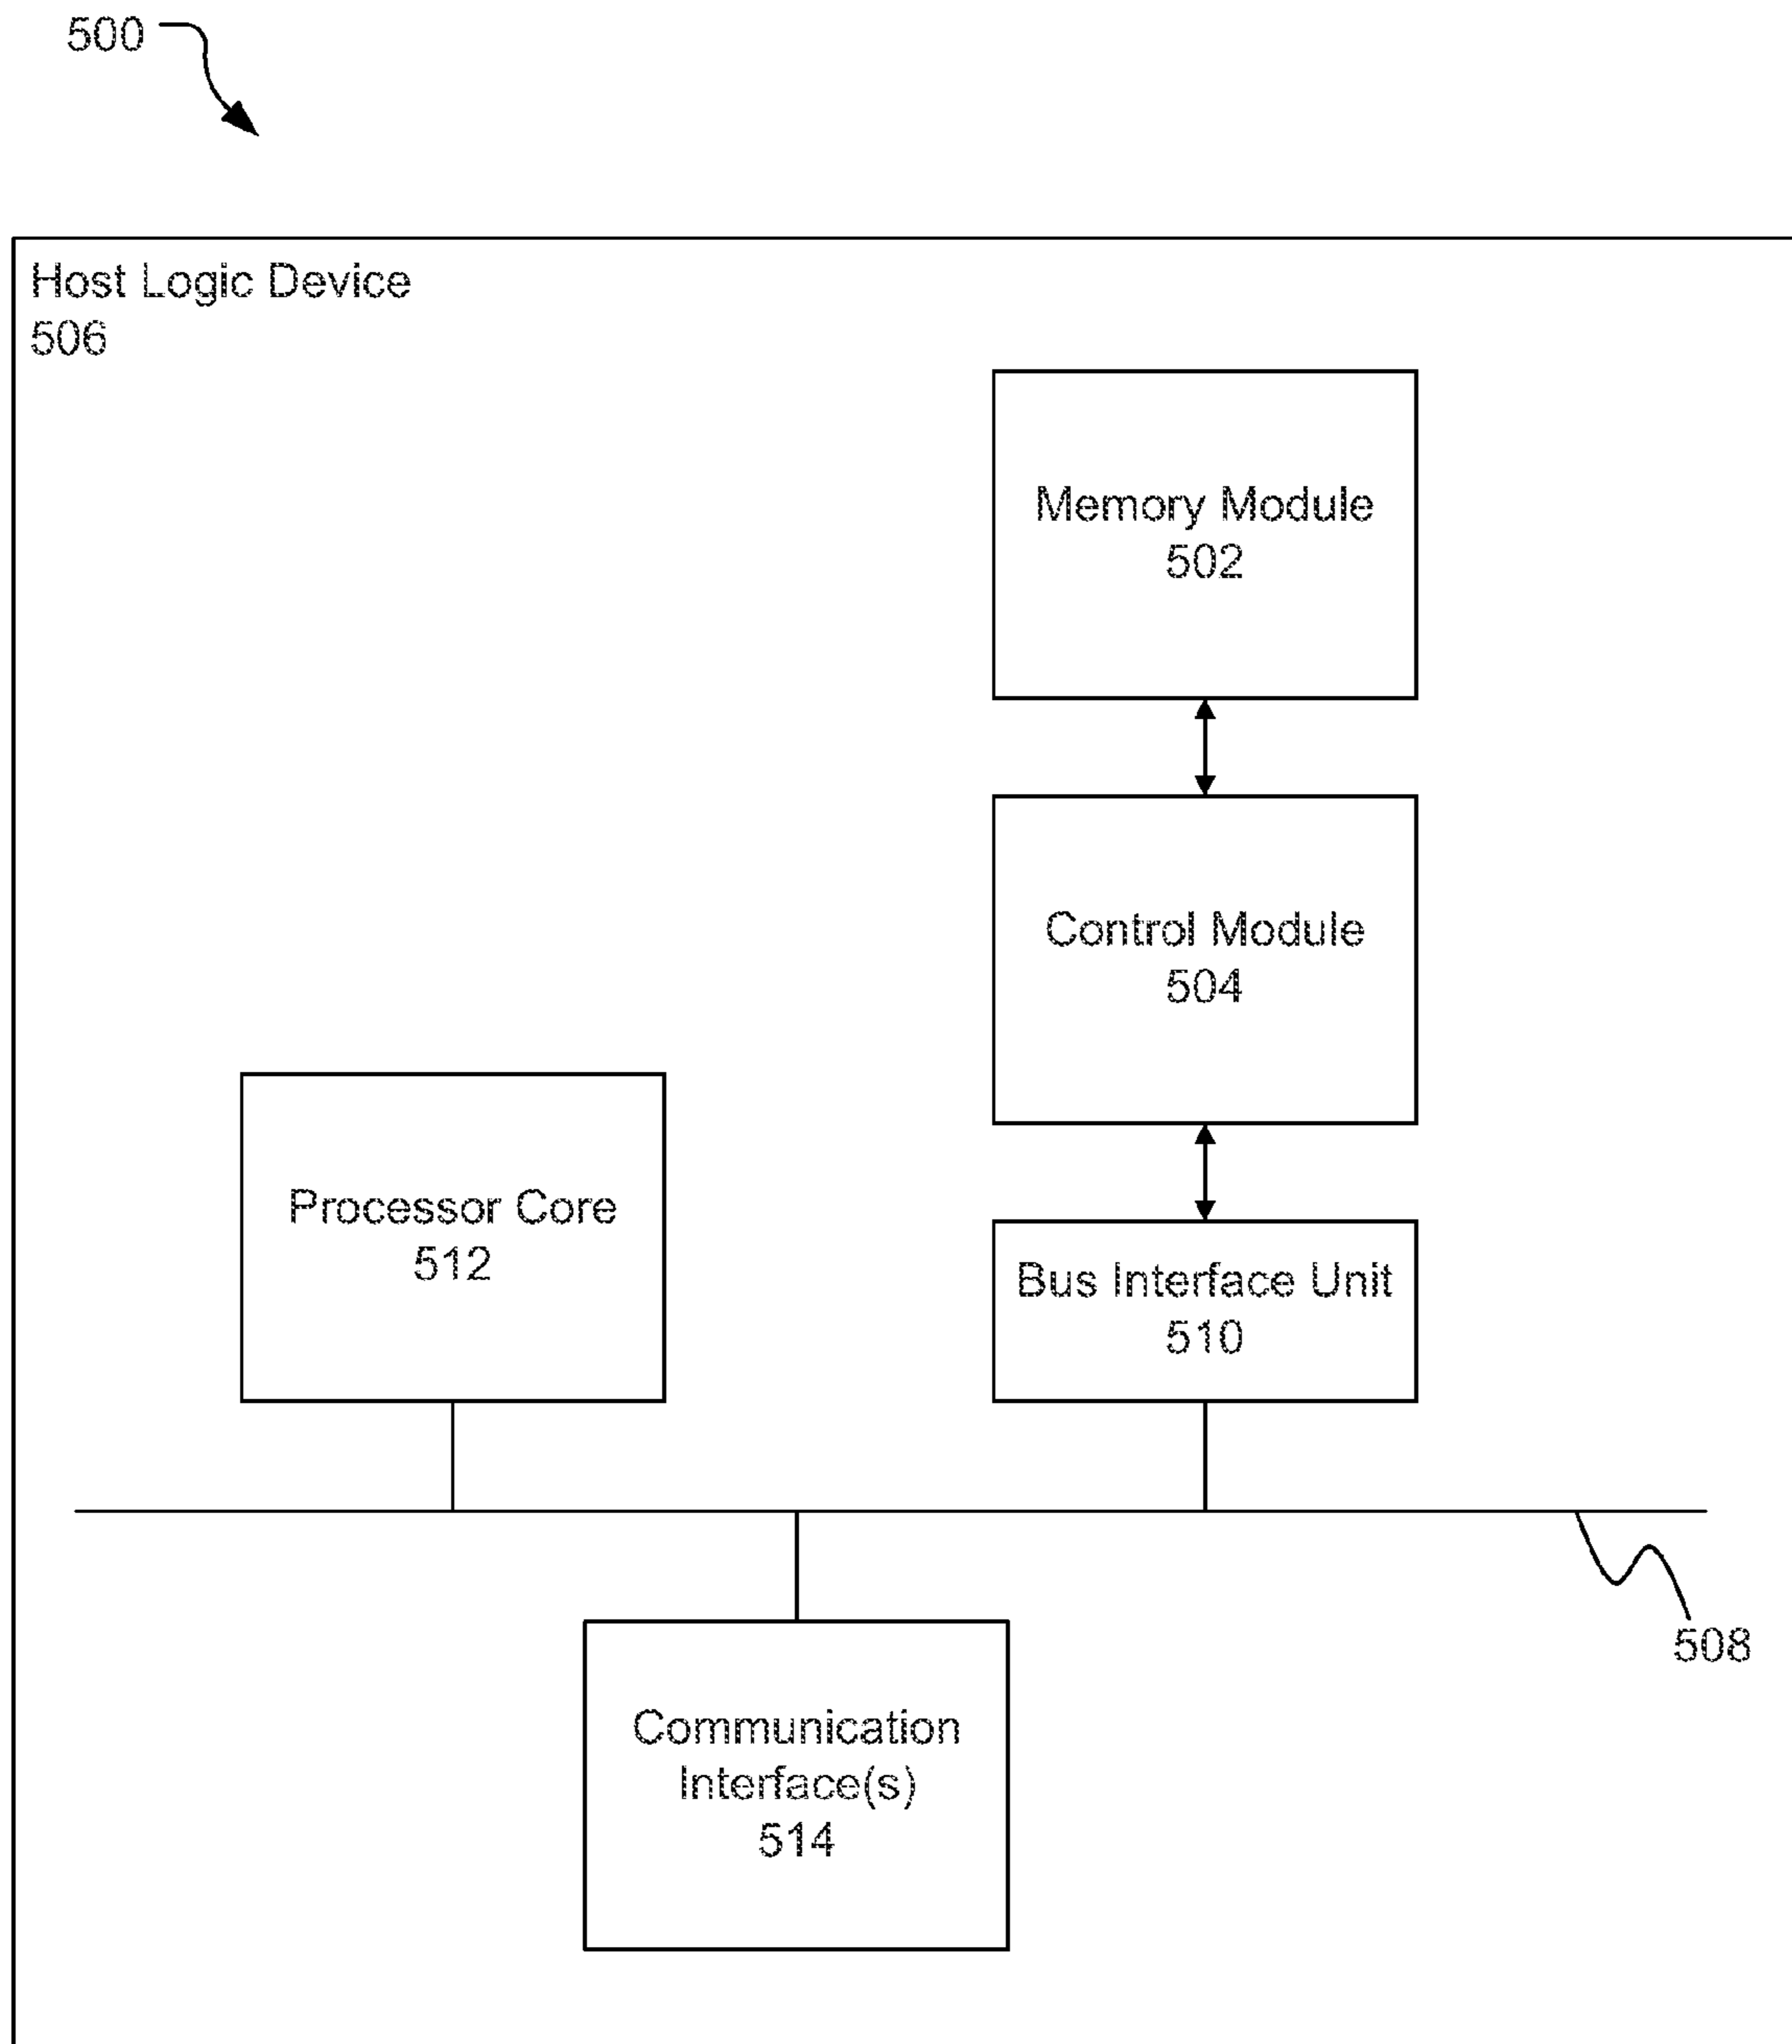 500
Host Logic Device
506
Memory Module
502
Control Module
504
Processor Core
512
Bus Interface Unit
510
508
Communication
Interface(s)
514